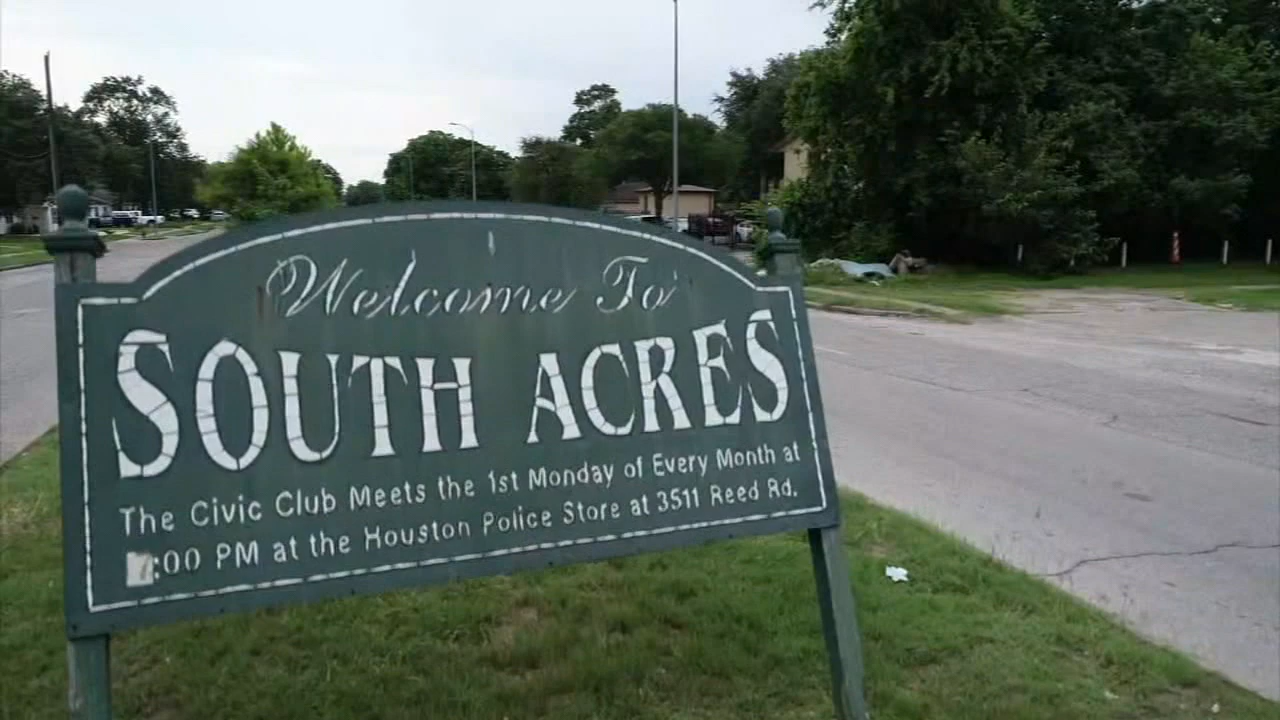 Welcome To
SOUTH ACRES
The Civic Club Meets the 1st Monday of Every Month at
:00 PM at the Houston Police Store at 3511 Reed Rd.